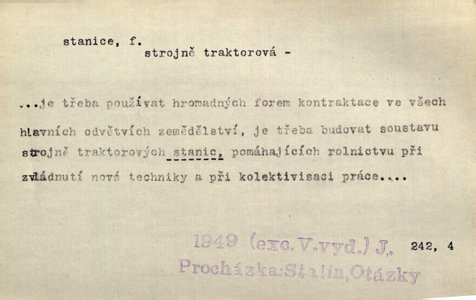 stanice, f.
strojně traktorová -
...je třeba používat hromadných forem kontraktace ve všech
hlavních odvětvích zemědělství, je třeba budovat soustavu
strojně traktorových stanic, pomáhajících rolnictvu při
zvládnutí nové techniky a při kolektivisaci práce....
1949 (exc.V.vyd.) J. 242, 4
Procházka:Stalin,Otázky